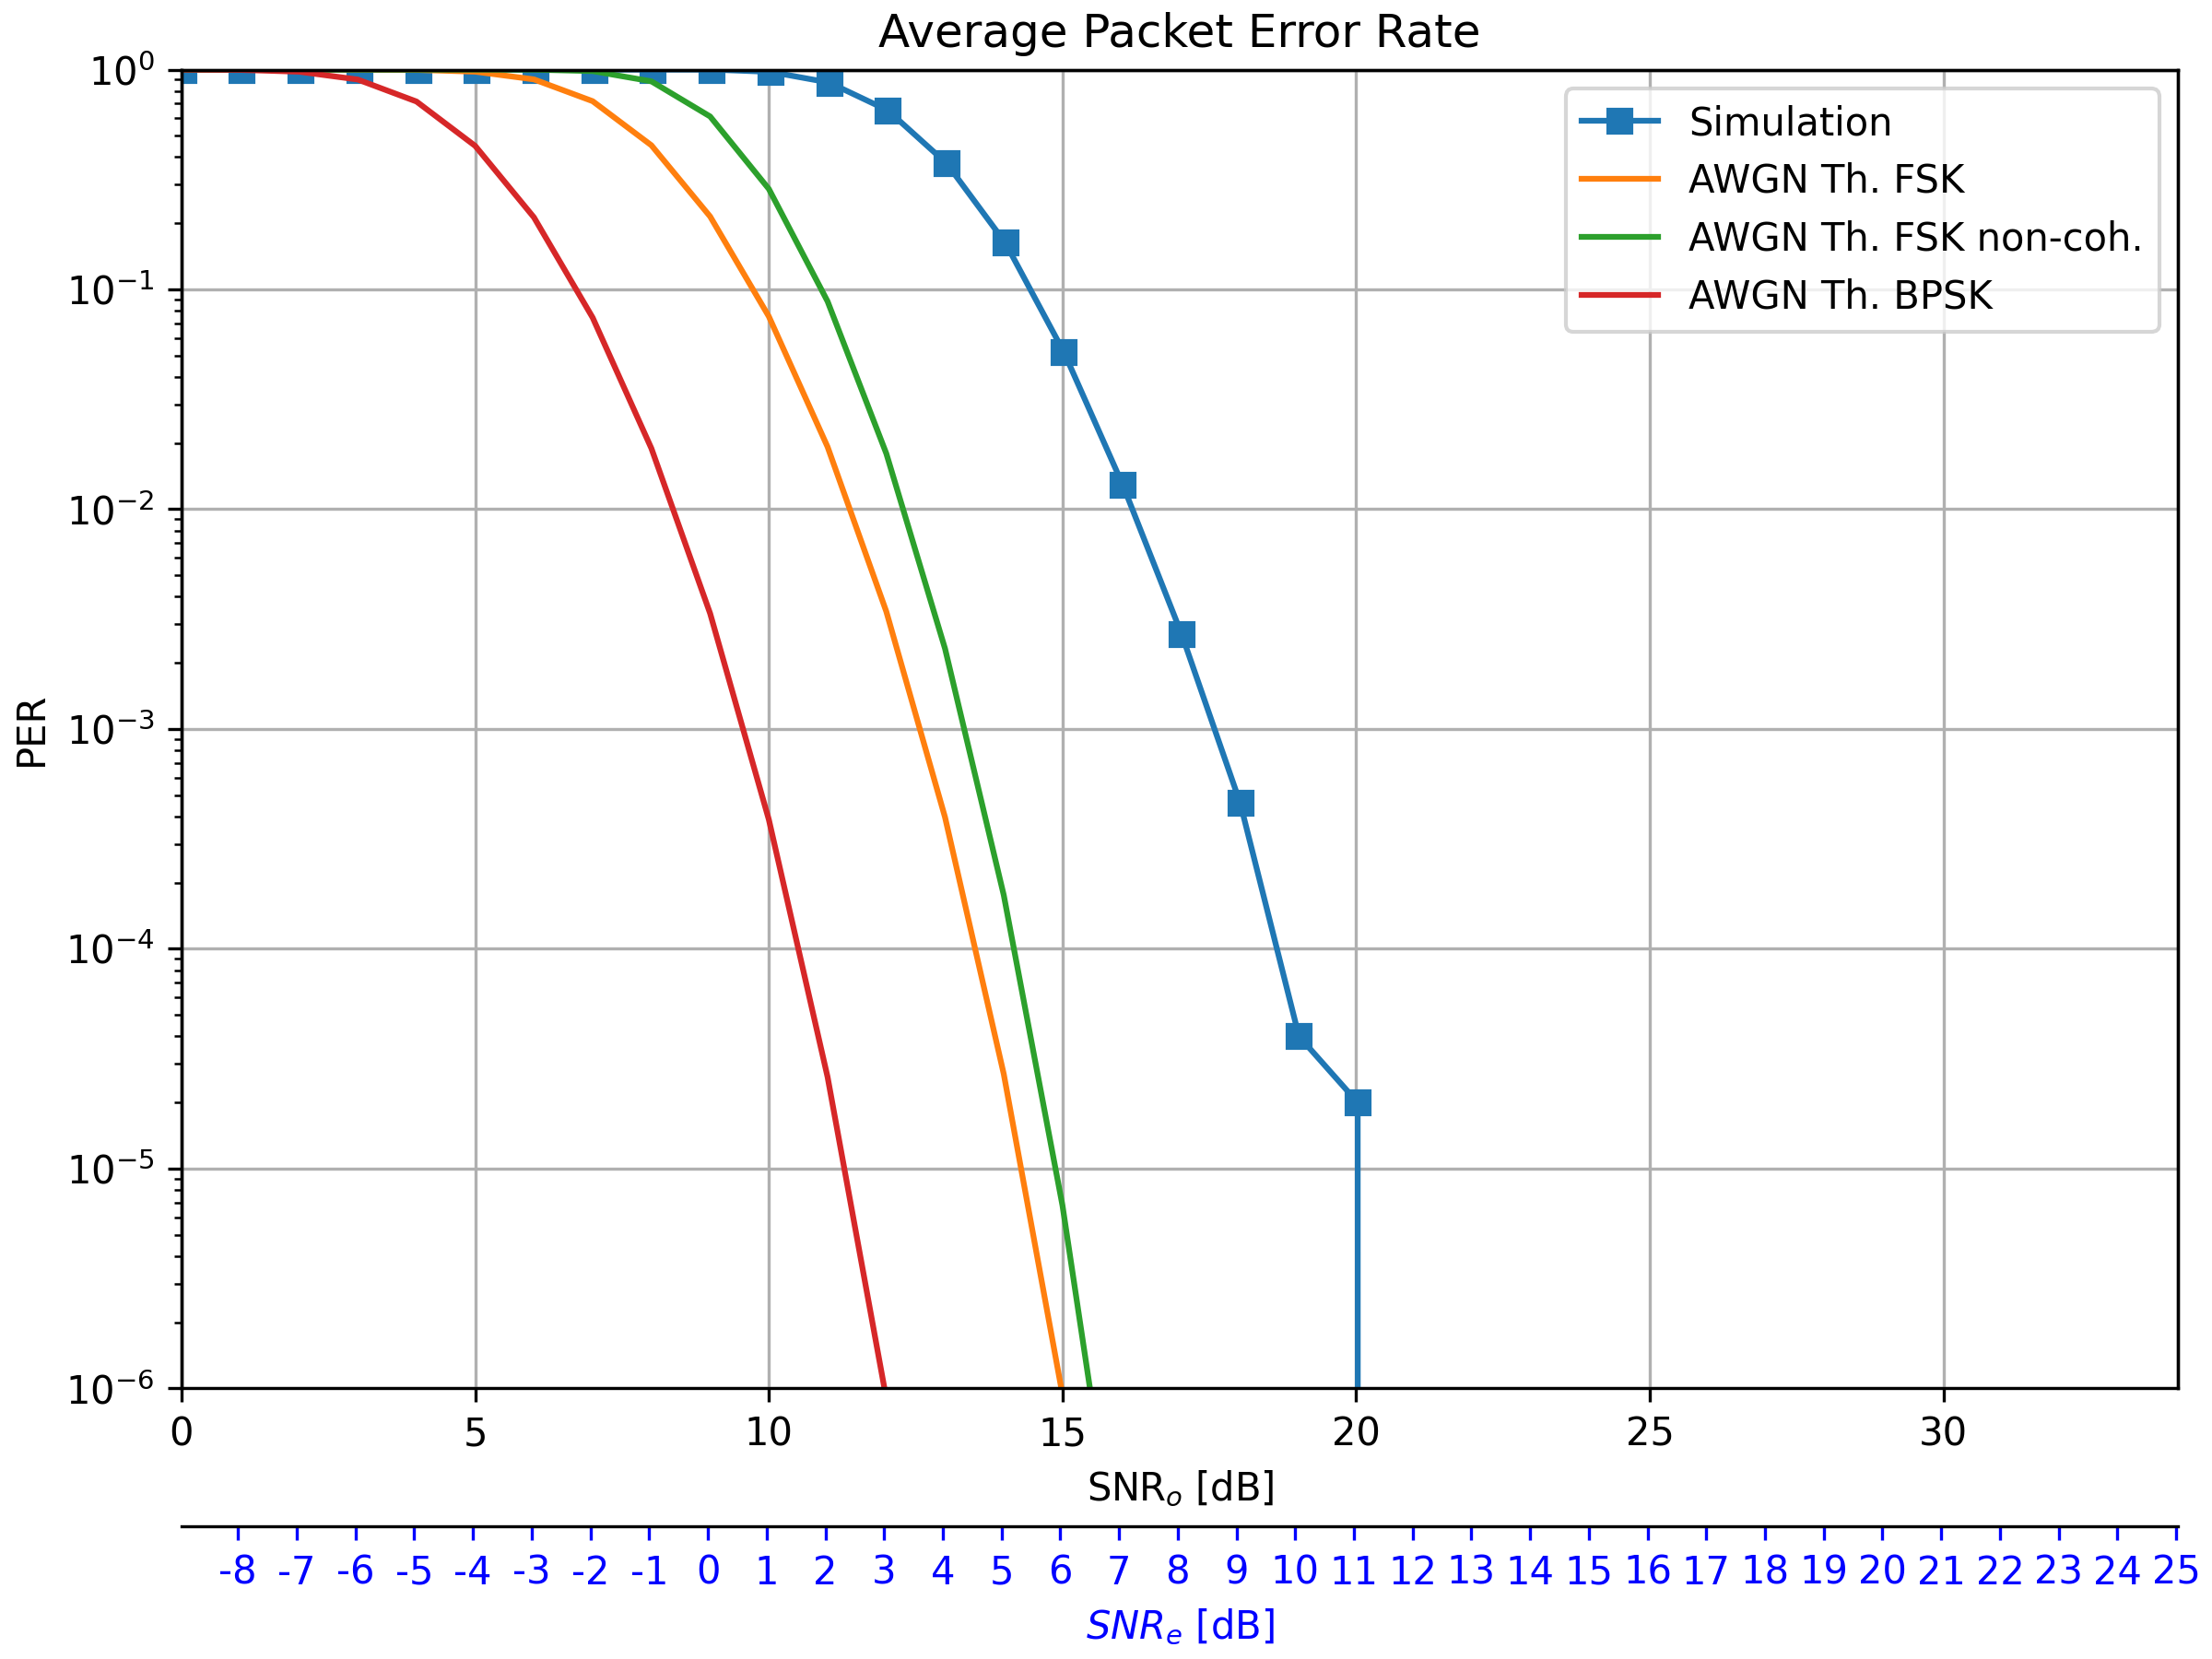 Average Packet Error Rate
10⁰
10⁻¹
10⁻²
10⁻³
10⁻⁴
10⁻⁵
10⁻⁶
PER
Simulation
AWGN Th. FSK
AWGN Th. FSK non-coh.
AWGN Th. BPSK
0 5 10 15 20 25 30
SNRₒ [dB]
-8 -7 -6 -5 -4 -3 -2 -1 0 1 2 3 4 5 6 7 8 9 10 11 12 13 14 15 16 17 18 19 20 21 22 23 24 25
SNRₑ [dB]